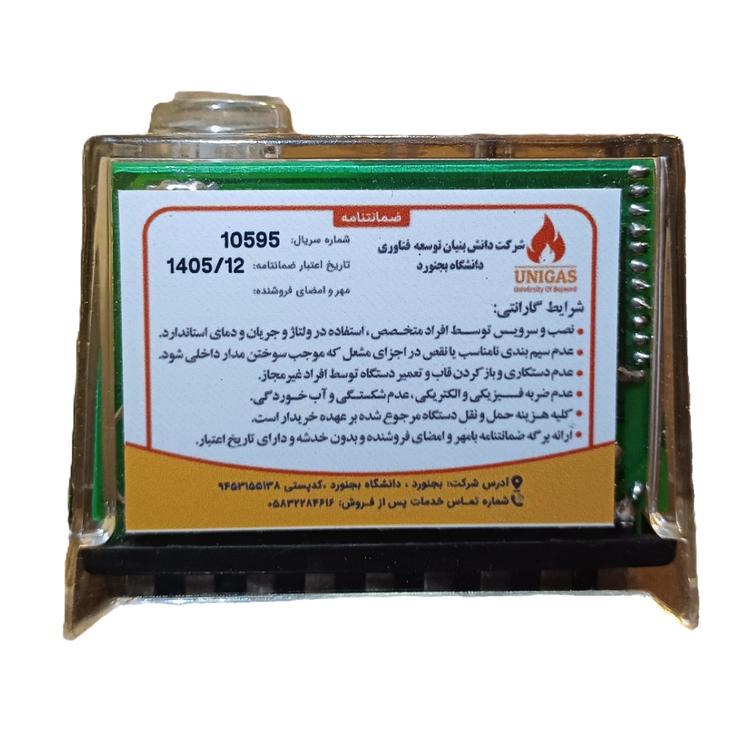 ضمانتنامه
شرکت دانش بنیان توسعه فناوری
دانشگاه بجنورد
UNIGAS
University Of Bojnord
شماره سریال: 10595
تاریخ اعتبار ضمانتنامه: 1405/12
مهر و امضای فروشنده:
شرایط گارانتی:
• نصب و سرویس توسط افراد متخصص، استفاده در ولتاژ و جریان و دمای استاندارد.
• عدم سیم بندی نامناسب یا نقص در اجزای مشعل که موجب سوختن مدار داخلی شود.
• عدم دستکاری و باز کردن قاب و تعمیر دستگاه توسط افراد غیر مجاز.
• عدم ضربه فیزیکی و الکتریکی، عدم شکستگی و آب خوردگی.
• کلیه هزینه حمل و نقل دستگاه مرجوع شده بر عهده خریدار است.
• ارائه برگه ضمانتنامه بامهر و امضای فروشنده و بدون خدشه و دارای تاریخ اعتبار.
آدرس شرکت: بجنورد ، دانشگاه بجنورد ،کدپستی ۹۴۵۳۱۵۵۱۳۸
شماره تماس خدمات پس از فروش: ۰۵۸۳۲۲۸۴۶۱۶